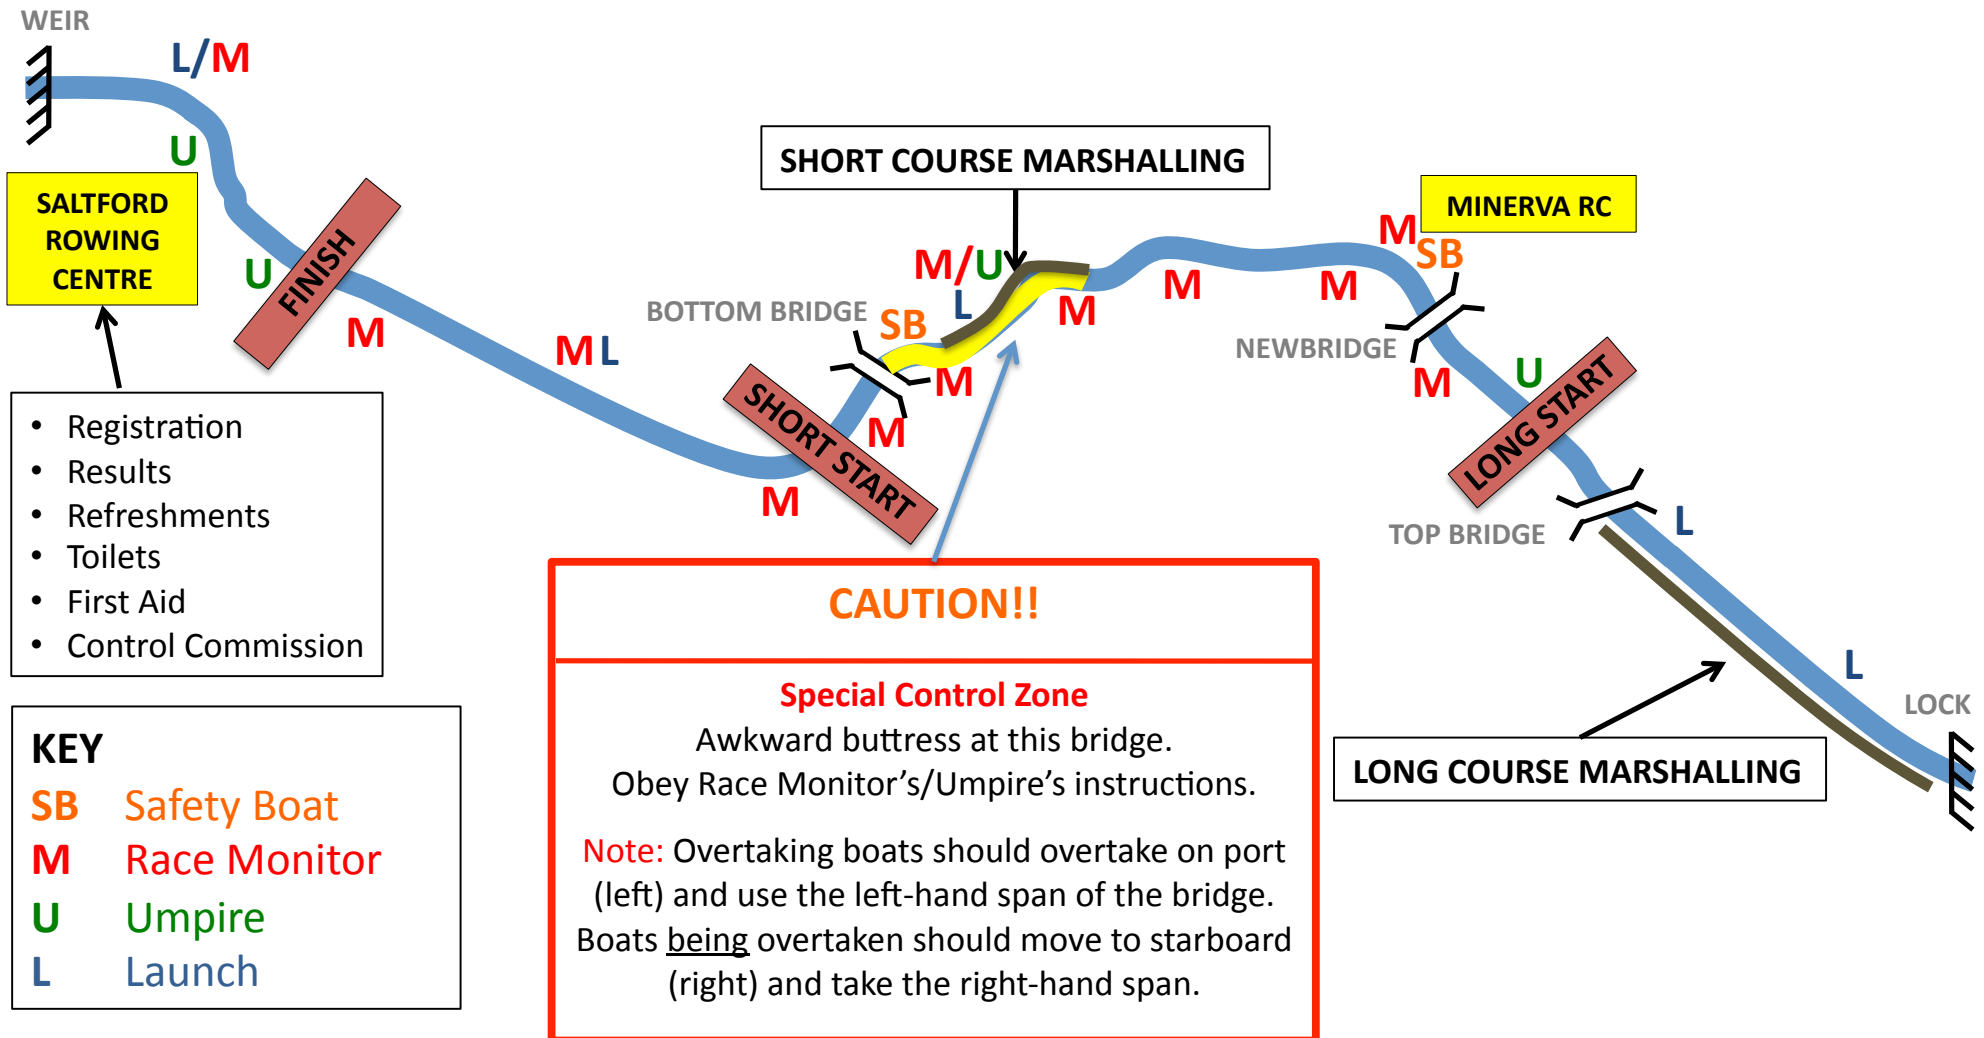 WEIR
L/M
U
SALTFORD
ROWING
CENTRE
U
FINISH
M
M L
SHORT COURSE MARSHALLING
M/U
L
BOTTOM BRIDGE
SB
M
M
M
SHORT START
M
M
M
M
SB
MINERVA RC
NEWBRIDGE
M
U
LONG START
TOP BRIDGE
L
L
LOCK
LONG COURSE MARSHALLING
• Registration
• Results
• Refreshments
• Toilets
• First Aid
• Control Commission
KEY
SB Safety Boat
M Race Monitor
U Umpire
L Launch
CAUTION!!
Special Control Zone
Awkward buttress at this bridge.
Obey Race Monitor's/Umpire's instructions.
Note: Overtaking boats should overtake on port
(left) and use the left-hand span of the bridge.
Boats being overtaken should move to starboard
(right) and take the right-hand span.